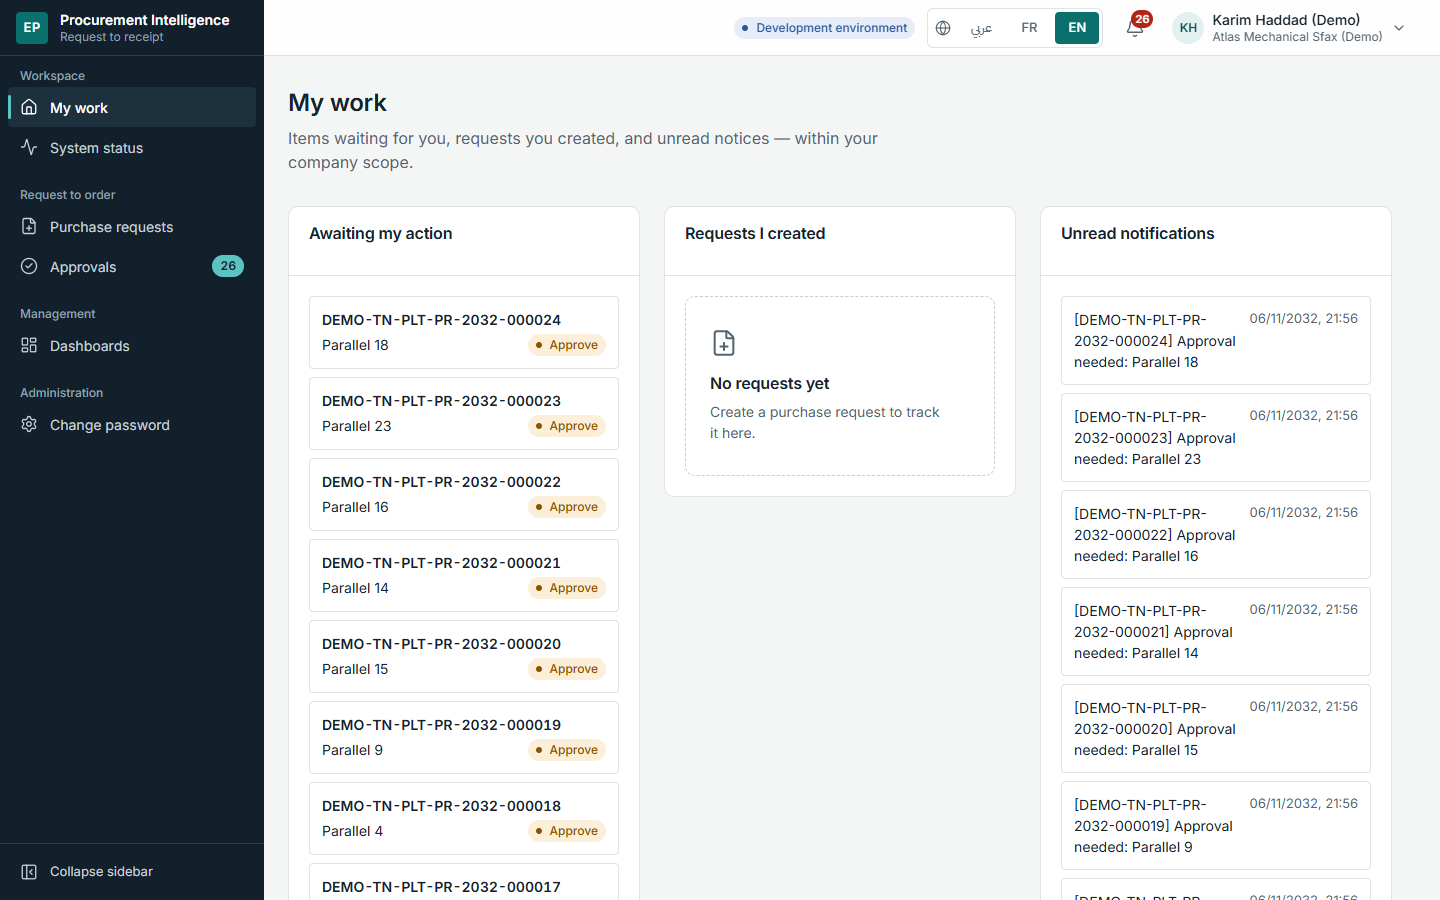 EP
Procurement Intelligence
Request to receipt
Workspace
My work
System status
Request to order
Purchase requests
Approvals
26
Management
Dashboards
Administration
Change password
Collapse sidebar
Development environment
عربي
FR
EN
26
KH
Karim Haddad (Demo)
Atlas Mechanical Sfax (Demo)
My work
Items waiting for you, requests you created, and unread notices — within your
company scope.
Awaiting my action
DEMO-TN-PLT-PR-2032-000024
Parallel 18
Approve
DEMO-TN-PLT-PR-2032-000023
Parallel 23
Approve
DEMO-TN-PLT-PR-2032-000022
Parallel 16
Approve
DEMO-TN-PLT-PR-2032-000021
Parallel 14
Approve
DEMO-TN-PLT-PR-2032-000020
Parallel 15
Approve
DEMO-TN-PLT-PR-2032-000019
Parallel 9
Approve
DEMO-TN-PLT-PR-2032-000018
Parallel 4
Approve
DEMO-TN-PLT-PR-2032-000017
Requests I created
No requests yet
Create a purchase request to track
it here.
Unread notifications
[DEMO-TN-PLT-PR-
2032-000024] Approval
needed: Parallel 18
06/11/2032, 21:56
[DEMO-TN-PLT-PR-
2032-000023] Approval
needed: Parallel 23
06/11/2032, 21:56
[DEMO-TN-PLT-PR-
2032-000022] Approval
needed: Parallel 16
06/11/2032, 21:56
[DEMO-TN-PLT-PR-
2032-000021] Approval
needed: Parallel 14
06/11/2032, 21:56
[DEMO-TN-PLT-PR-
2032-000020] Approval
needed: Parallel 15
06/11/2032, 21:56
[DEMO-TN-PLT-PR-
2032-000019] Approval
needed: Parallel 9
06/11/2032, 21:56
[DEMO-TN-PLT-PR-
06/11/2032, 21:56